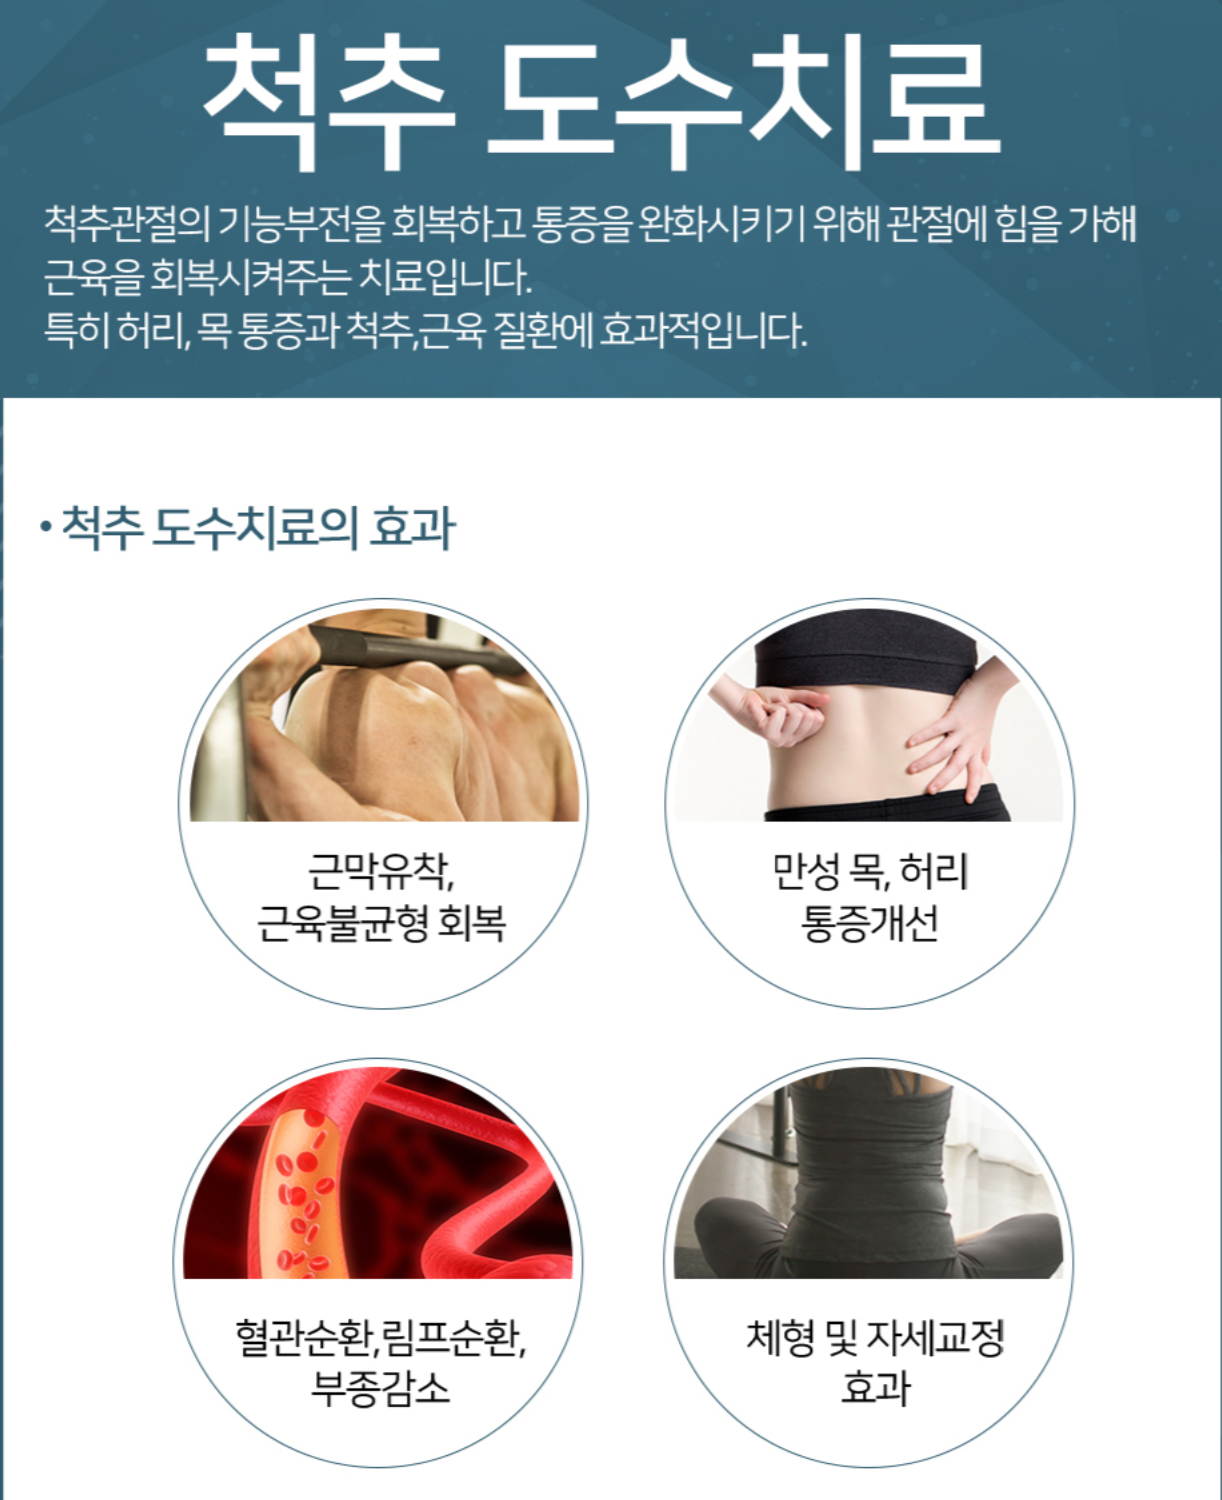 척추 도수치료
척추관절의 기능부전을 회복하고 통증을 완화시키기 위해 관절에 힘을 가해
근육을 회복시켜주는 치료입니다.
특히 허리, 목 통증과 척추,근육 질환에 효과적입니다.
• 척추 도수치료의 효과
근막유착,
근육불균형 회복
만성 목, 허리
통증개선
혈관순환,림프순환,
부종감소
체형 및 자세교정
효과